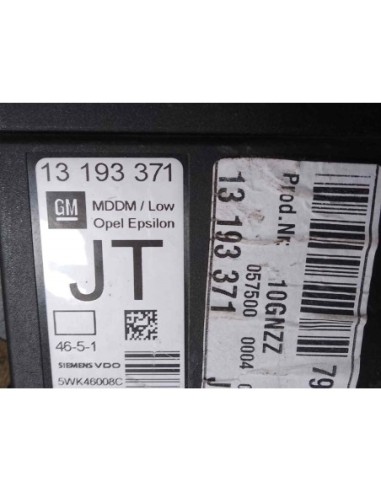 13 193 371
GM
MDDM / Low
Opel Epsilon
JT
46-5-1
SIEMENS VDO
5WK46008C
Prod.Nr.
10GNZZ
13 193 371
057500 0004
79